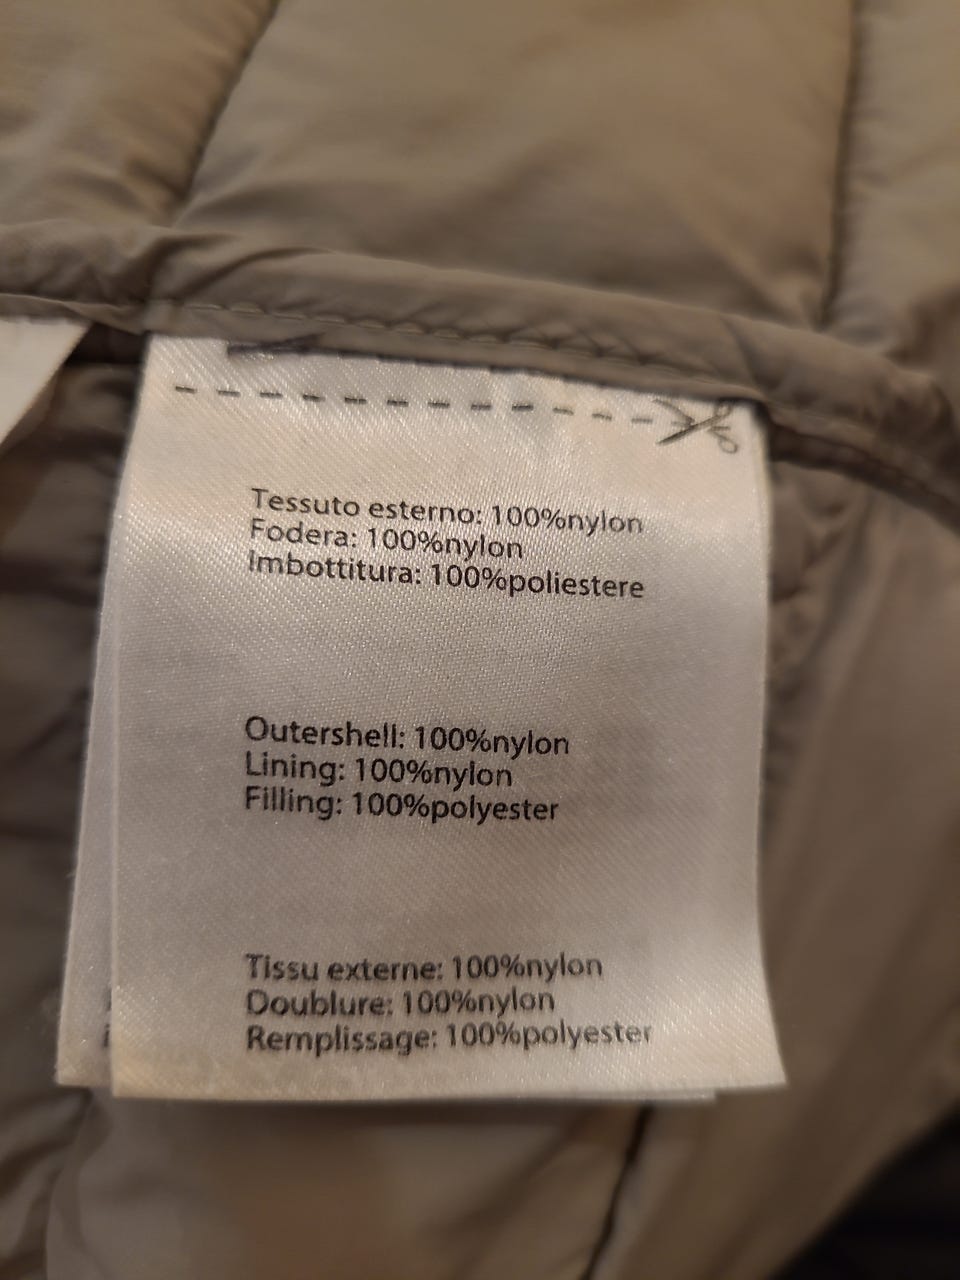 Tessuto esterno: 100%nylon
Fodera: 100%nylon
Imbottitura: 100%poliestere
Outershell: 100%nylon
Lining: 100%nylon
Filling: 100%polyester
Tissu externe: 100%nylon
Doublure: 100%nylon
Remplissage: 100%polyester